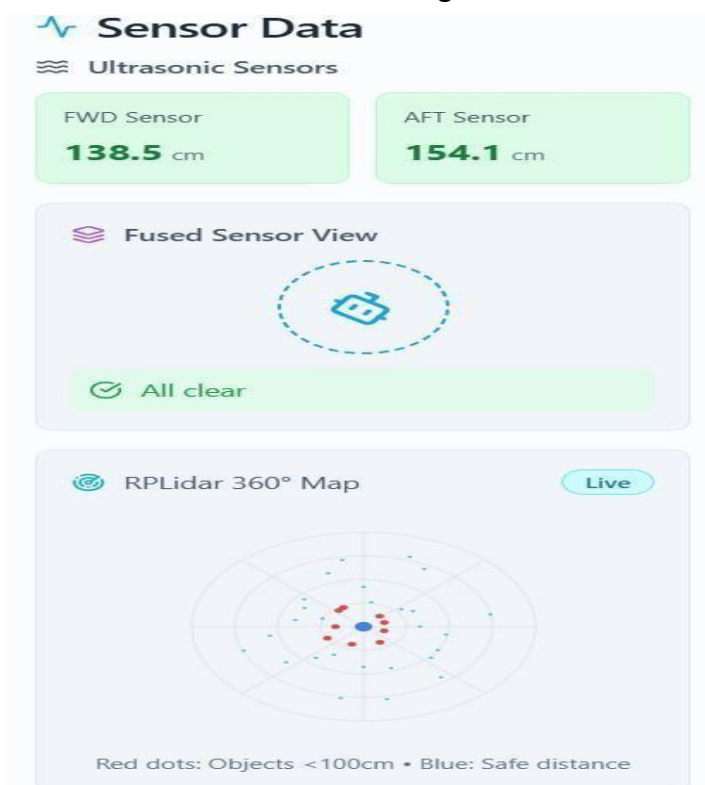 Sensor Data
Ultrasonic Sensors
FWD Sensor
138.5 cm
AFT Sensor
154.1 cm
Fused Sensor View
All clear
RPLidar 360° Map
Live
Red dots: Objects <100cm • Blue: Safe distance